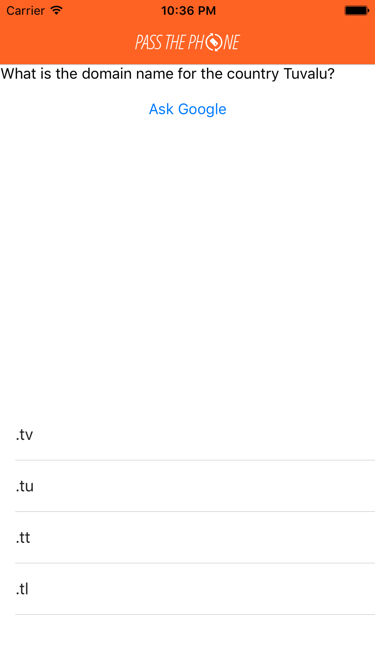 Carrier 10:36 PM
PASS THE PHONE
What is the domain name for the country Tuvalu?
Ask Google
.tv
.tu
.tt
.tl